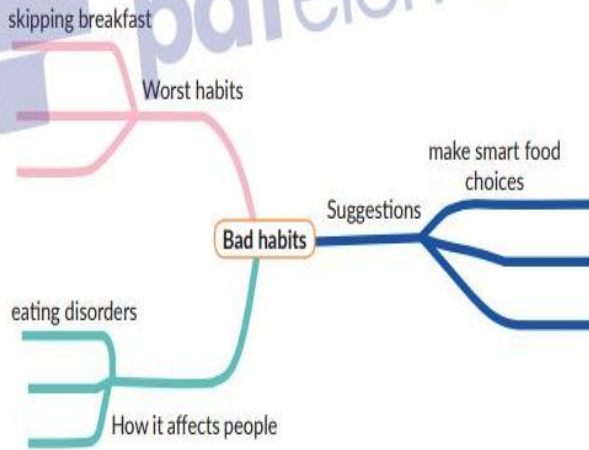 skipping breakfast
Worst habits
make smart food
choices
Suggestions
Bad habits
eating disorders
How it affects people